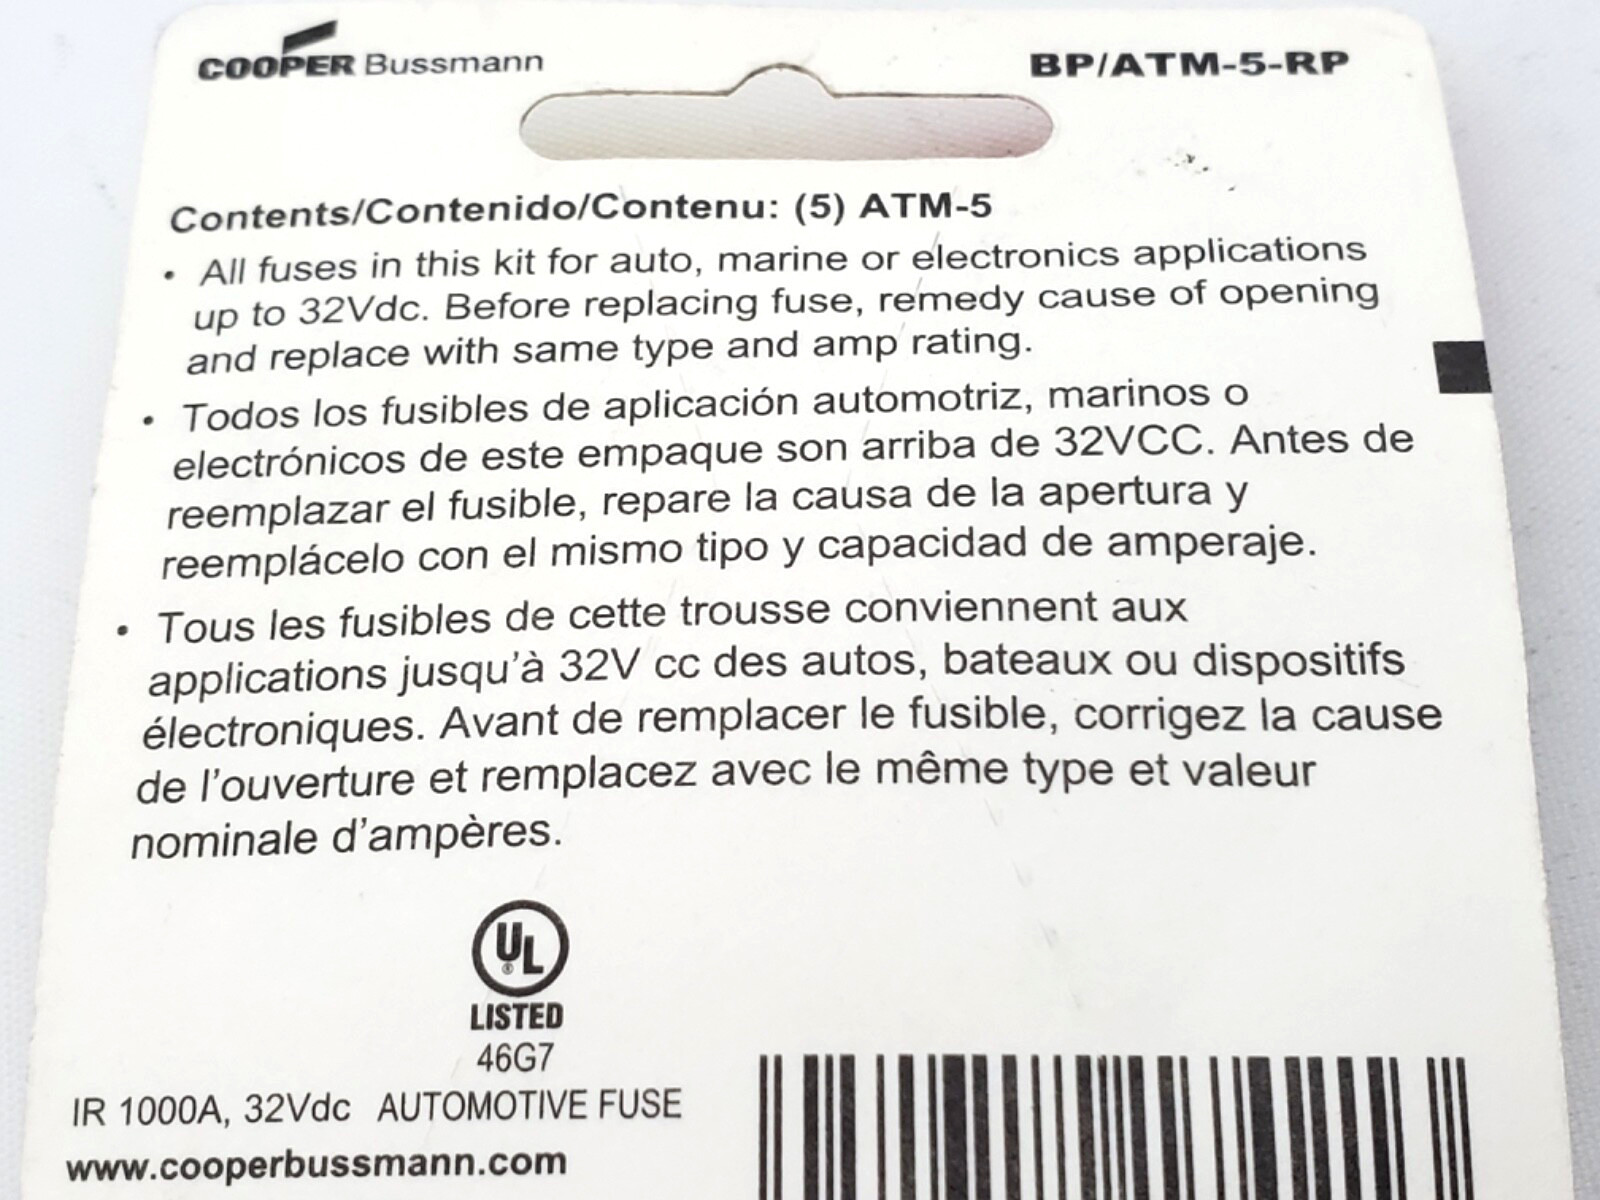 COOPER Bussmann
BP/ATM-5-RP
Contents/Contenido/Contenu: (5) ATM-5
• All fuses in this kit for auto, marine or electronics applications
up to 32Vdc. Before replacing fuse, remedy cause of opening
and replace with same type and amp rating.
• Todos los fusibles de aplicación automotriz, marinos o
electrónicos de este empaque son arriba de 32VCC. Antes de
reemplazar el fusible, repare la causa de la apertura y
reemplácelo con el mismo tipo y capacidad de amperaje.
• Tous les fusibles de cette trousse conviennent aux
applications jusqu'à 32V cc des autos, bateaux ou dispositifs
électroniques. Avant de remplacer le fusible, corrigez la cause
de l'ouverture et remplacez avec le même type et valeur
nominale d'ampères.
UL ®
LISTED
46G7
IR 1000A, 32Vdc AUTOMOTIVE FUSE
www.cooperbussmann.com